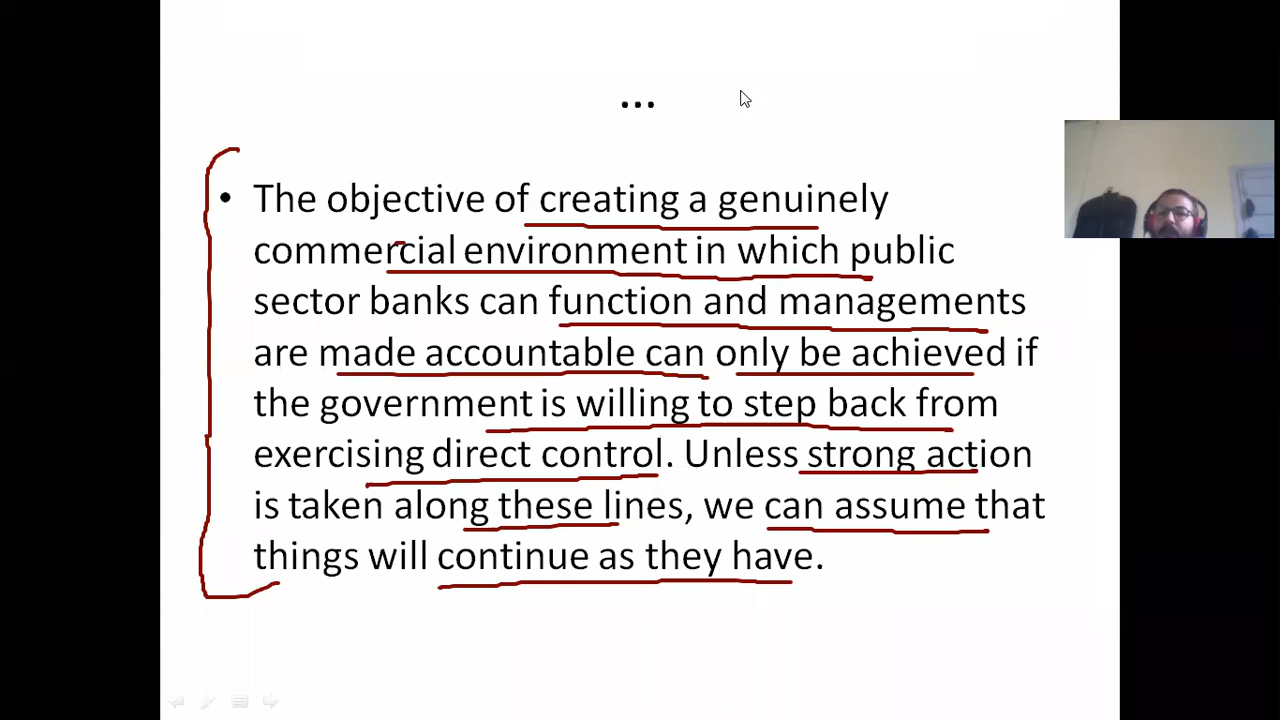 ...
• The objective of creating a genuinely
commercial environment in which public
sector banks can function and managements
are made accountable can only be achieved if
the government is willing to step back from
exercising direct control. Unless strong action
is taken along these lines, we can assume that
things will continue as they have.